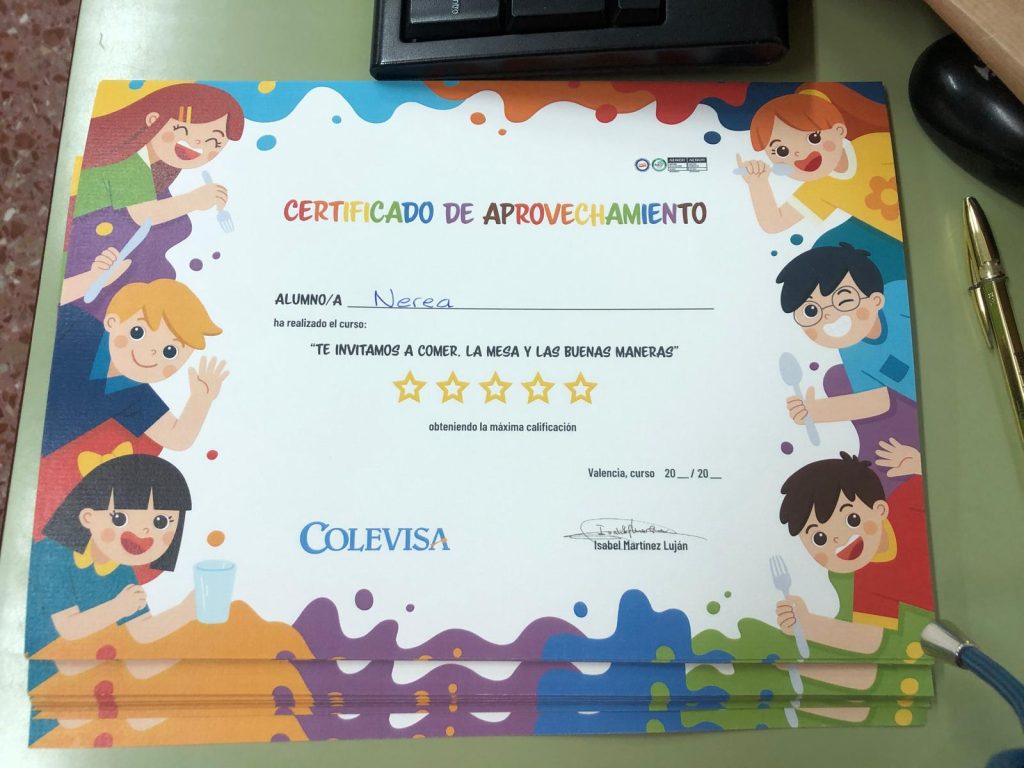 CERTIFICADO DE APROVECHAMIENTO
ALUMNO/A Nerea
ha realizado el curso:
“TE INVITAMOS A COMER. LA MESA Y LAS BUENAS MANERAS”
obteniendo la máxima calificación
Valencia, curso 20__/20__
COLEVISA
Isabel Martínez Luján